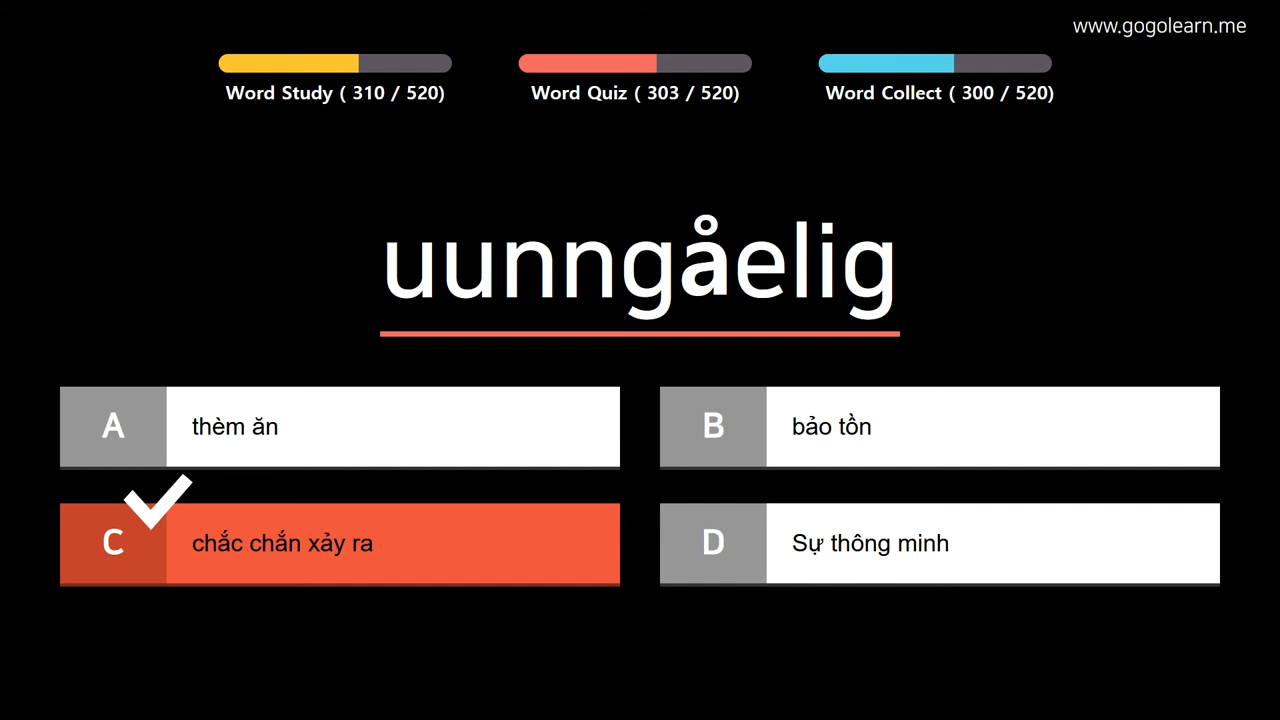 www.gogolearn.me
Word Study ( 310 / 520)
Word Quiz ( 303 / 520)
Word Collect ( 300 / 520)
uunngåelig
A thèm ăn
B bảo tồn
C chắc chắn xảy ra
D Sự thông minh